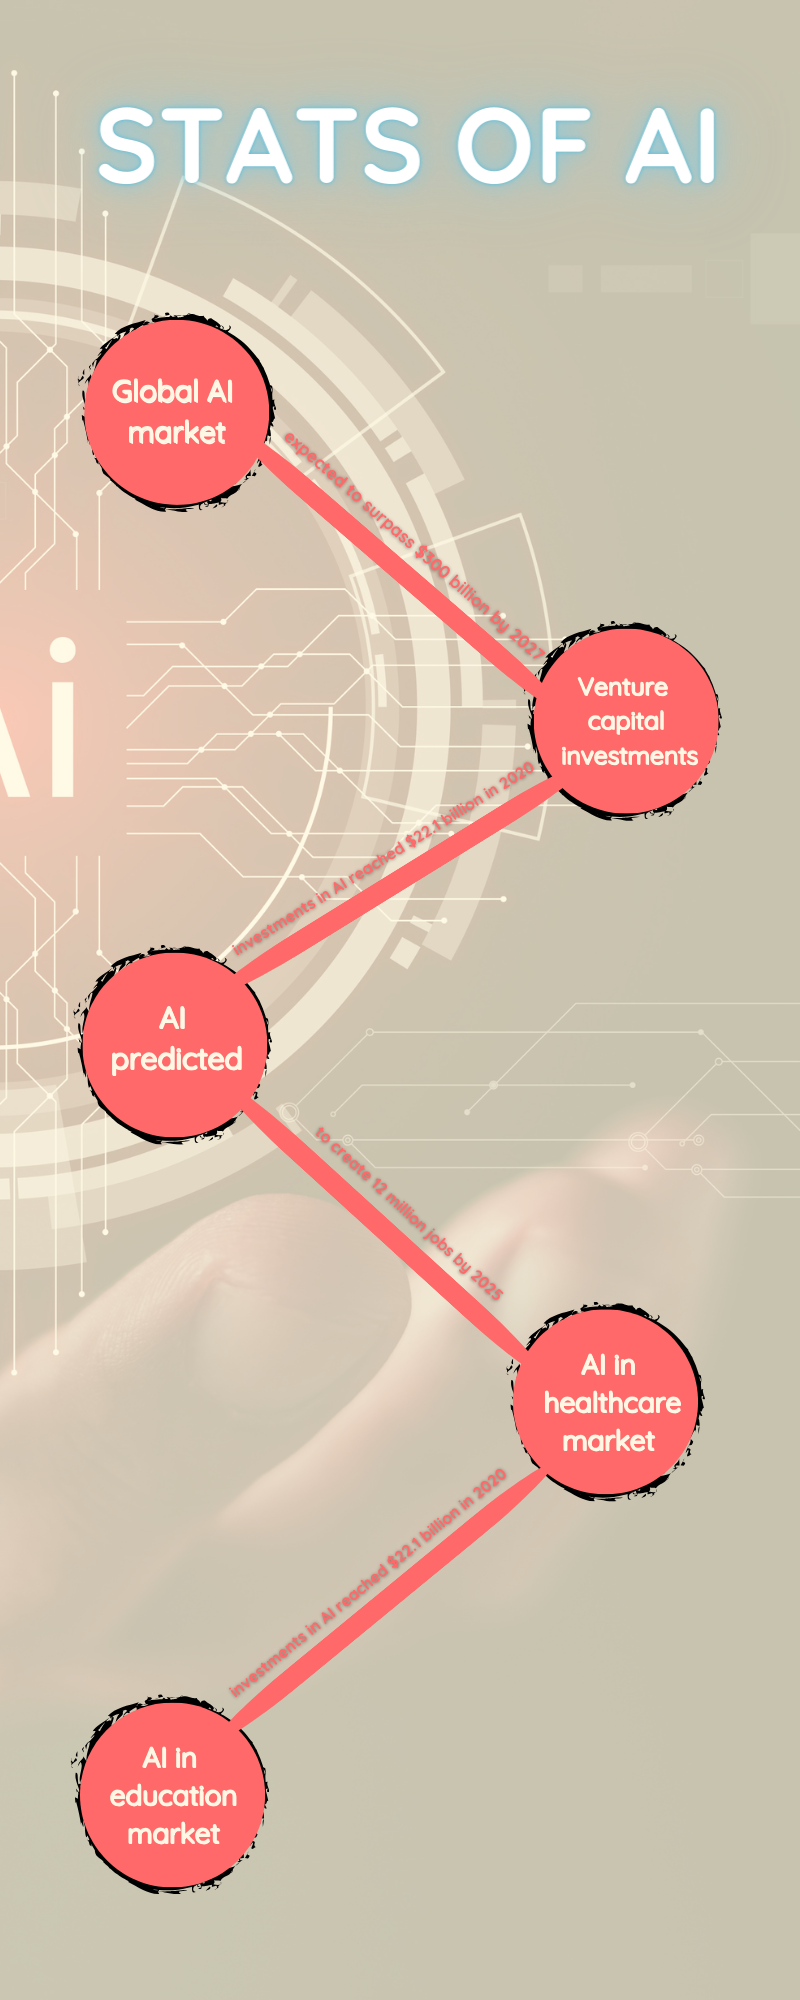 STATS OF AI
Global AI
market
expected to surpass $300 billion by 2027
Venture
capital
investments
Ai
investments in AI reached $22.1 billion in 2020
AI
predicted
to create 12 million jobs by 2025
AI in
healthcare
market
investments in AI reached $22.1 billion in 2020
AI in
education
market